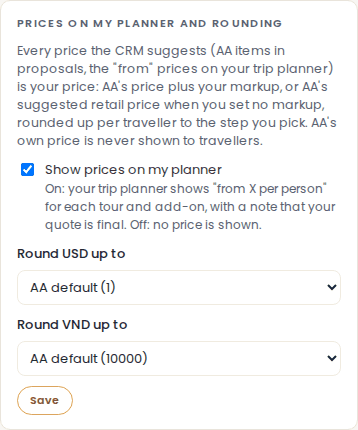 PRICES ON MY PLANNER AND ROUNDING
Every price the CRM suggests (AA items in
proposals, the "from" prices on your trip planner)
is your price: AA's price plus your markup, or AA's
suggested retail price when you set no markup,
rounded up per traveller to the step you pick. AA's
own price is never shown to travellers.
Show prices on my planner
On: your trip planner shows "from X per person"
for each tour and add-on, with a note that your
quote is final. Off: no price is shown.
Round USD up to
AA default (1)
Round VND up to
AA default (10000)
Save